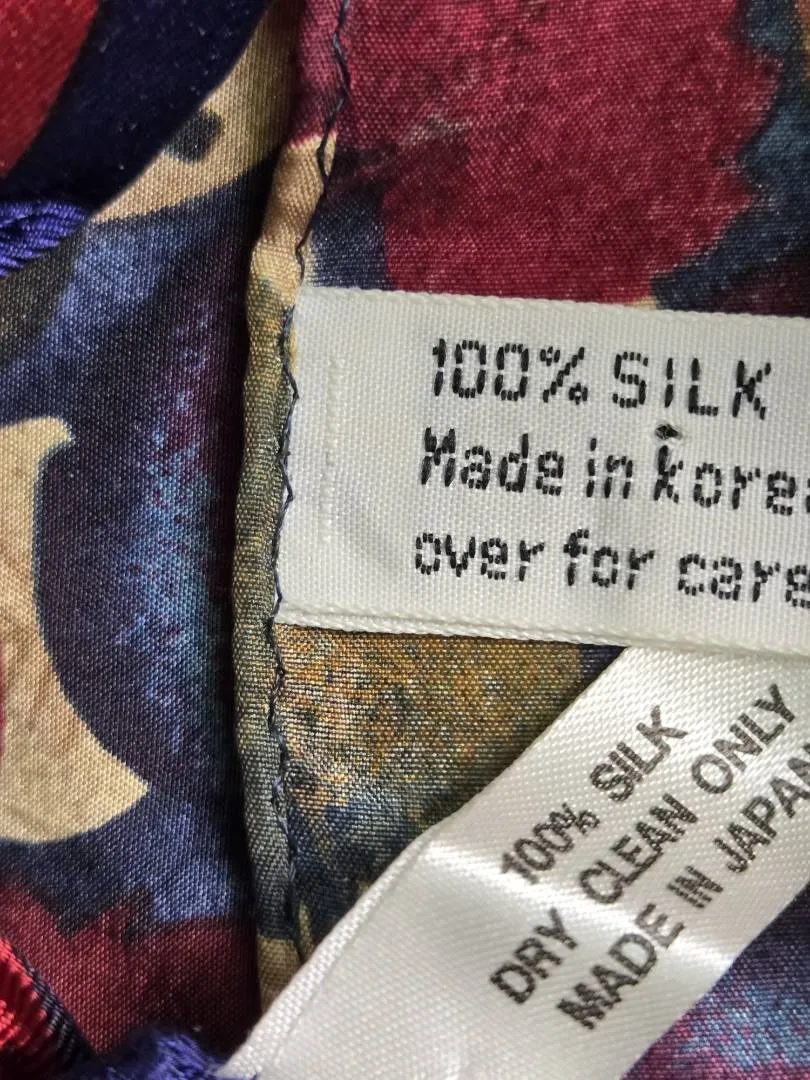 100% SILK
Made in Kore
over for care
100% SILK
DRY CLEAN ONLY
MADE IN JAPAN